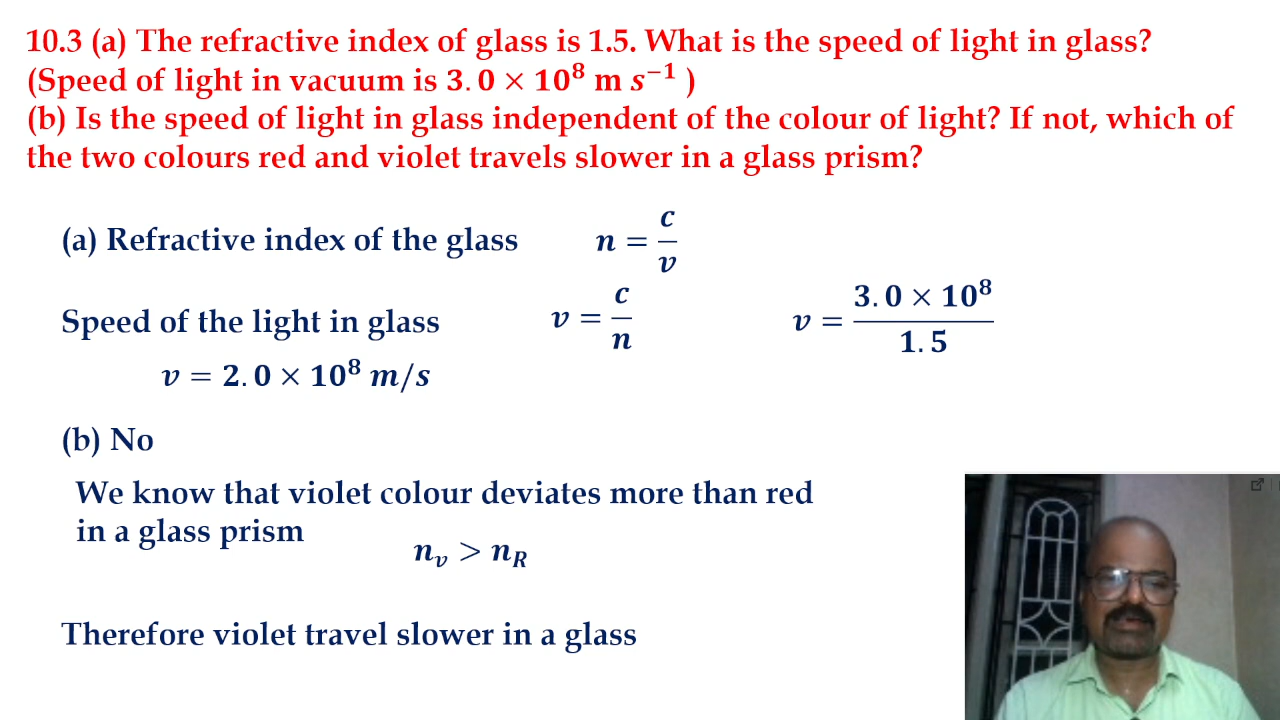 10.3 (a) The refractive index of glass is 1.5. What is the speed of light in glass?
(Speed of light in vacuum is 3.0 × 10⁸ m s⁻¹ )
(b) Is the speed of light in glass independent of the colour of light? If not, which of
the two colours red and violet travels slower in a glass prism?
(a) Refractive index of the glass n = c/v
Speed of the light in glass v = c/n v = 3.0 × 10⁸/1.5
v = 2.0 × 10⁸ m/s
(b) No
We know that violet colour deviates more than red
in a glass prism
nᵥ > n_R
Therefore violet travel slower in a glass